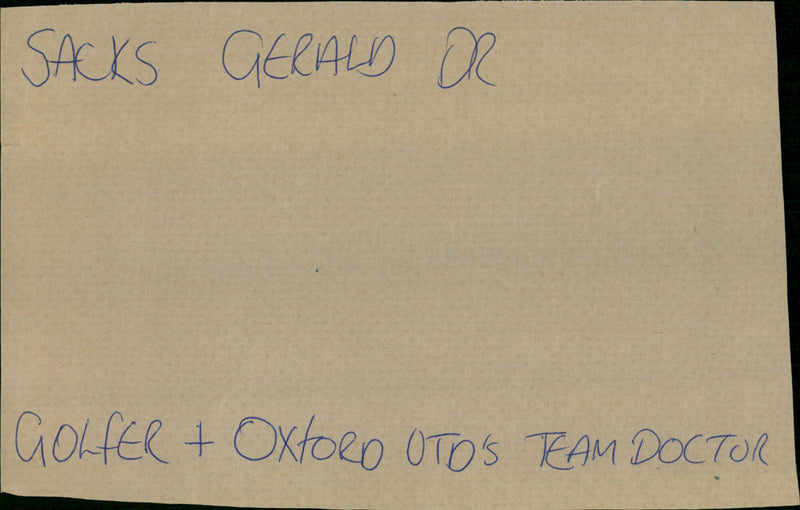 SACKS GERALD DR
GOLFER + OXFORD UTD'S TEAM DOCTOR